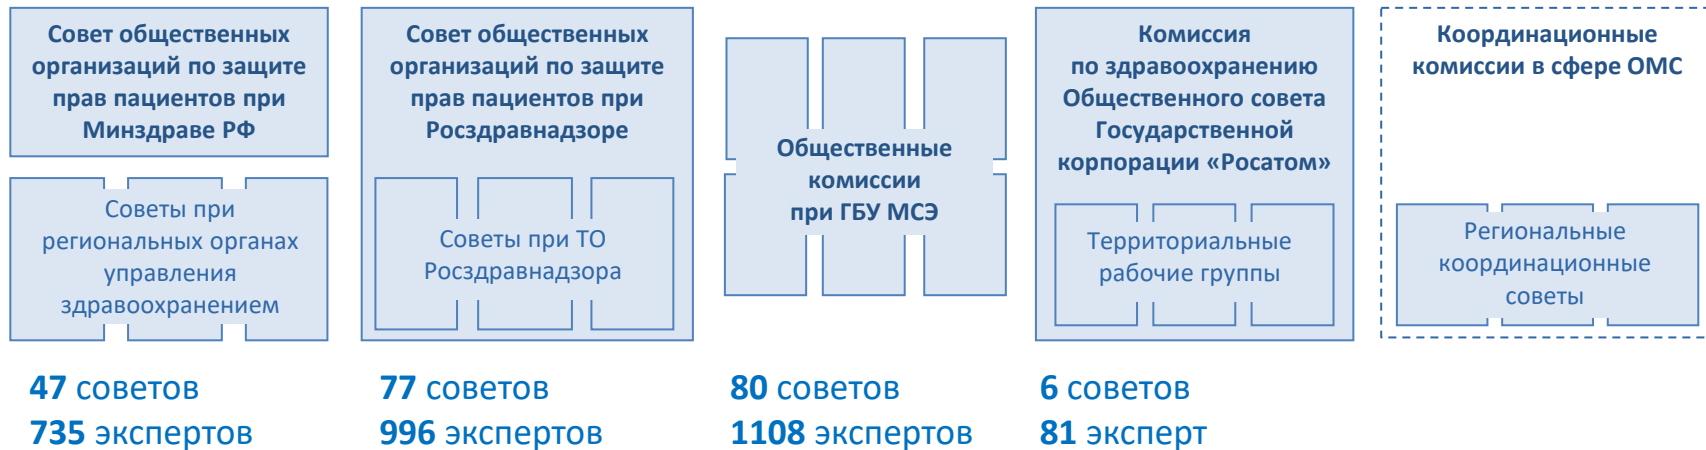 Совет общественных
организаций по защите
прав пациентов при
Минздраве РФ
Советы при
региональных органах
управления
здравоохранением
47 советов
735 экспертов
Совет общественных
организаций по защите
прав пациентов при
Росздравнадзоре
Советы при ТО
Росздравнадзора
77 советов
996 экспертов
Общественные
комиссии
при ГБУ МСЭ
80 советов
1108 экспертов
Комиссия
по здравоохранению
Общественного совета
Государственной
корпорации «Росатом»
Территориальные
рабочие группы
6 советов
81 эксперт
Координационные
комиссии в сфере ОМС
Региональные
координационные
советы